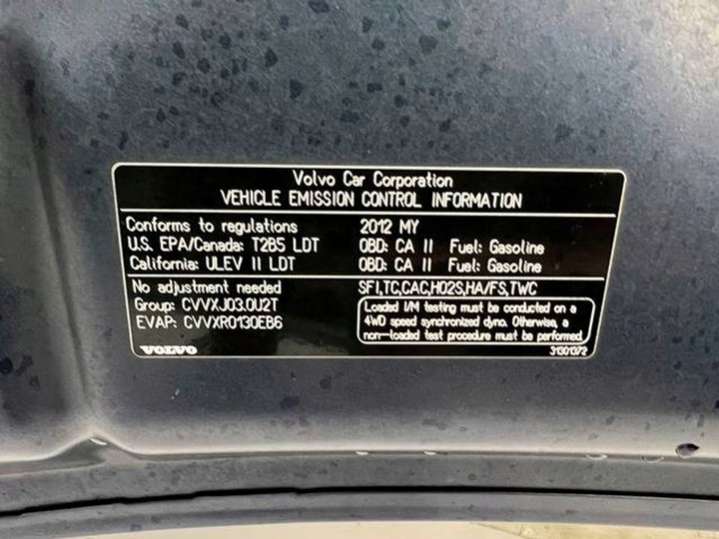 Volvo Car Corporation
VEHICLE EMISSION CONTROL INFORMATION
Conforms to regulations 2012 MY
U.S. EPA/Canada: T2B5 LDT OBD: CA II Fuel: Gasoline
California: ULEV II LDT OBD: CA II Fuel: Gasoline
No adjustment needed SFI,TC,CAC,HO2S,HA/FS,TWC
Group: CVVXJ03.0U2T
EVAP: CVVXR0130EB6
Loaded I/M testing must be conducted on a
4WD speed synchronized dyno. Otherwise, a
non-loaded test procedure must be performed.
VOLVO 31301372